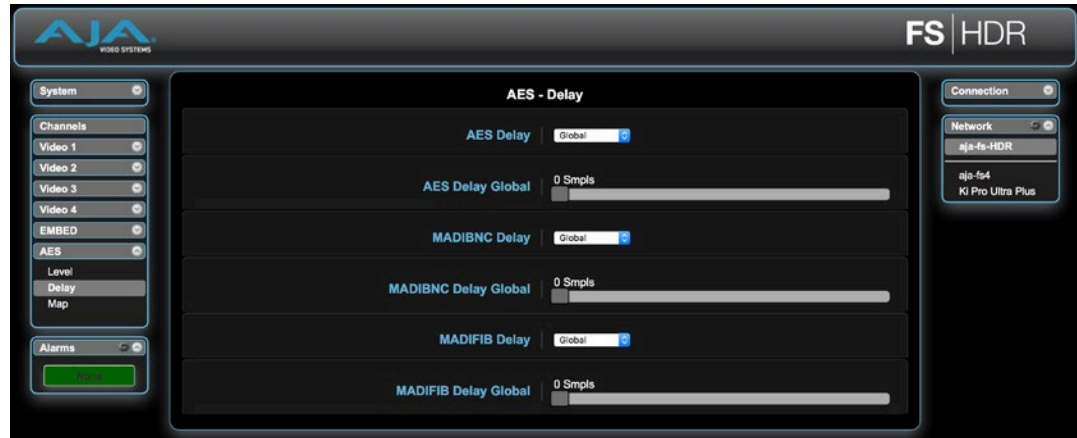 AJA
VIDEO SYSTEMS
FS HDR
System
Channels
Video 1
Video 2
Video 3
Video 4
EMBED
AES
Level
Delay
Map
Alarms
None
AES - Delay
AES Delay Global
AES Delay Global 0 Smpls
MADIBNC Delay Global
MADIBNC Delay Global 0 Smpls
MADIFIB Delay Global
MADIFIB Delay Global 0 Smpls
Connection
Network
aja-fs-HDR
aja-fs4
Ki Pro Ultra Plus